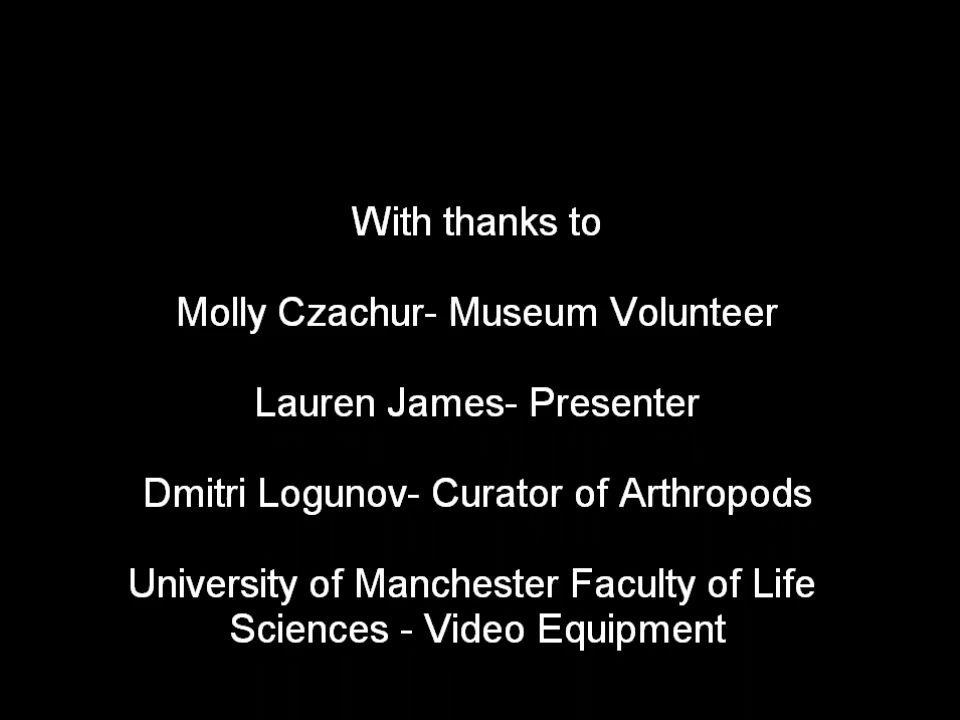 With thanks to
Molly Czachur- Museum Volunteer
Lauren James- Presenter
Dmitri Logunov- Curator of Arthropods
University of Manchester Faculty of Life
Sciences - Video Equipment